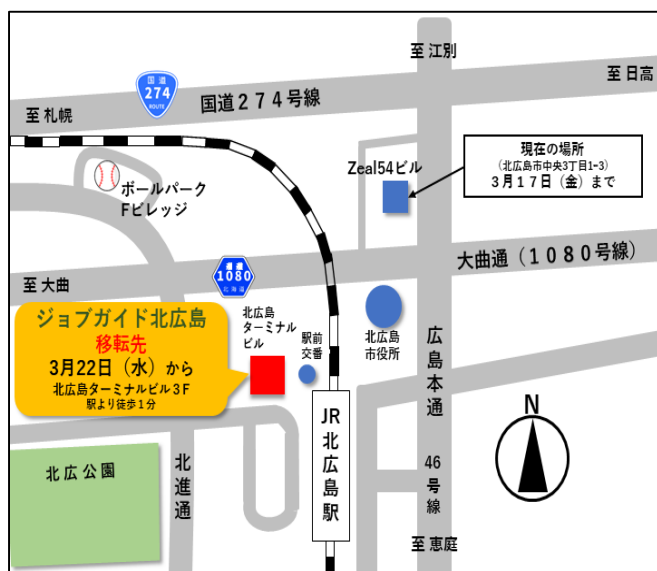 至 江別
至 日高
国 道
274
ROUTE
国道２７４号線
至 札幌
現在の場所
（北広島市中央3丁目1-3）
３月１７日（金）まで
Zeal54ビル
ボールパーク
Fビレッジ
大曲通（１０８０号線）
道道
1080
北海道
至 大曲
ジョブガイド北広島
移転先
3月22日（水）から
北広島ターミナルビル３F
駅より徒歩１分
北広島
ターミナル
ビル
駅前
交番
北広島
市役所
広島本通
46号線
N
JR北広島駅
北広公園
北進通
至 恵庭